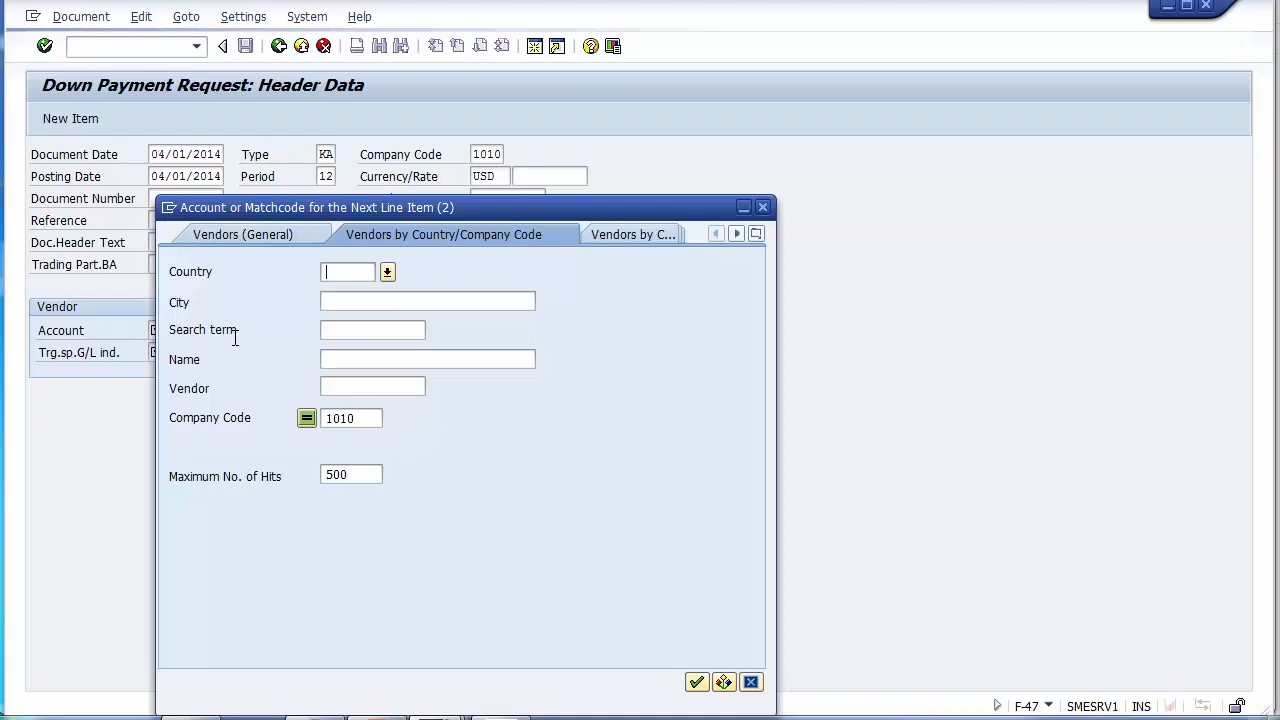 Document Edit Goto Settings System Help
Down Payment Request: Header Data
New Item
Document Date 04/01/2014 Type KA Company Code 1010
Posting Date 04/01/2014 Period 12 Currency/Rate USD
Document Number
Reference
Doc.Header Text
Trading Part.BA
Vendor
Account
Trg.sp.G/L ind.
Account or Matchcode for the Next Line Item (2)
Vendors (General) Vendors by Country/Company Code Vendors by C...
Country
City
Search term
Name
Vendor
Company Code 1010
Maximum No. of Hits 500
F-47 SMESRV1 INS